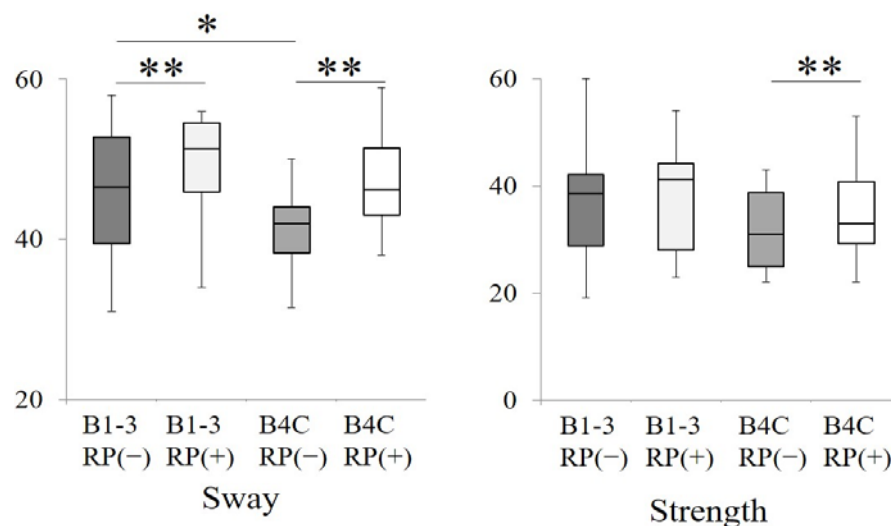 *
** **
60
40
20
B1-3 B1-3 B4C B4C
RP(−) RP(+) RP(−) RP(+)
Sway
**
60
40
20
0
B1-3 B1-3 B4C B4C
RP(−) RP(+) RP(−) RP(+)
Strength